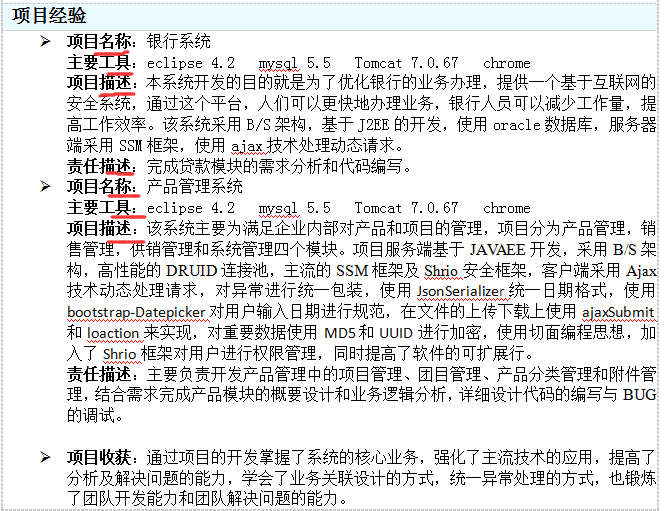 项目经验
项目名称：银行系统
主要工具：eclipse 4.2 mysql 5.5 Tomcat 7.0.67 chrome
项目描述：本系统开发的目的就是为了优化银行的业务办理，提供一个基于互联网的
安全系统，通过这个平台，人们可以更快地办理业务，银行人员可以减少工作量，提
高工作效率。该系统采用 B/S 架构，基于 J2EE 的开发，使用 oracle 数据库，服务器
端采用 SSM 框架，使用 ajax 技术处理动态请求。
责任描述：完成贷款模块的需求分析和代码编写。
项目名称：产品管理系统
主要工具：eclipse 4.2 mysql 5.5 Tomcat 7.0.67 chrome
项目描述：该系统主要为满足企业内部对产品和项目的管理，项目分为产品管理，销
售管理，供销管理和系统管理四个模块。项目服务端基于 JAVAEE 开发，采用 B/S 架
构，高性能的 DRUID 连接池，主流的 SSM 框架及 Shrio 安全框架，客户端采用 Ajax
技术动态处理请求，对异常进行统一包装，使用 JsonSerializer 统一日期格式，使用
bootstrap-Datepicker 对用户输入日期进行规范，在文件的上传下载上使用 ajaxSubmit
和 loaction 来实现，对重要数据使用 MD5 和 UUID 进行加密，使用切面编程思想，加
入了 Shrio 框架对用户进行权限管理，同时提高了软件的可扩展行。
责任描述：主要负责开发产品管理中的项目管理、团目管理、产品分类管理和附件管
理，结合需求完成产品模块的概要设计和业务逻辑分析，详细设计代码的编写与 BUG
的调试。
项目收获：通过项目的开发掌握了系统的核心业务，强化了主流技术的应用，提高了
分析及解决问题的能力，学会了业务关联设计的方式，统一异常处理的方式，也锻炼
了团队开发能力和团队解决问题的能力。